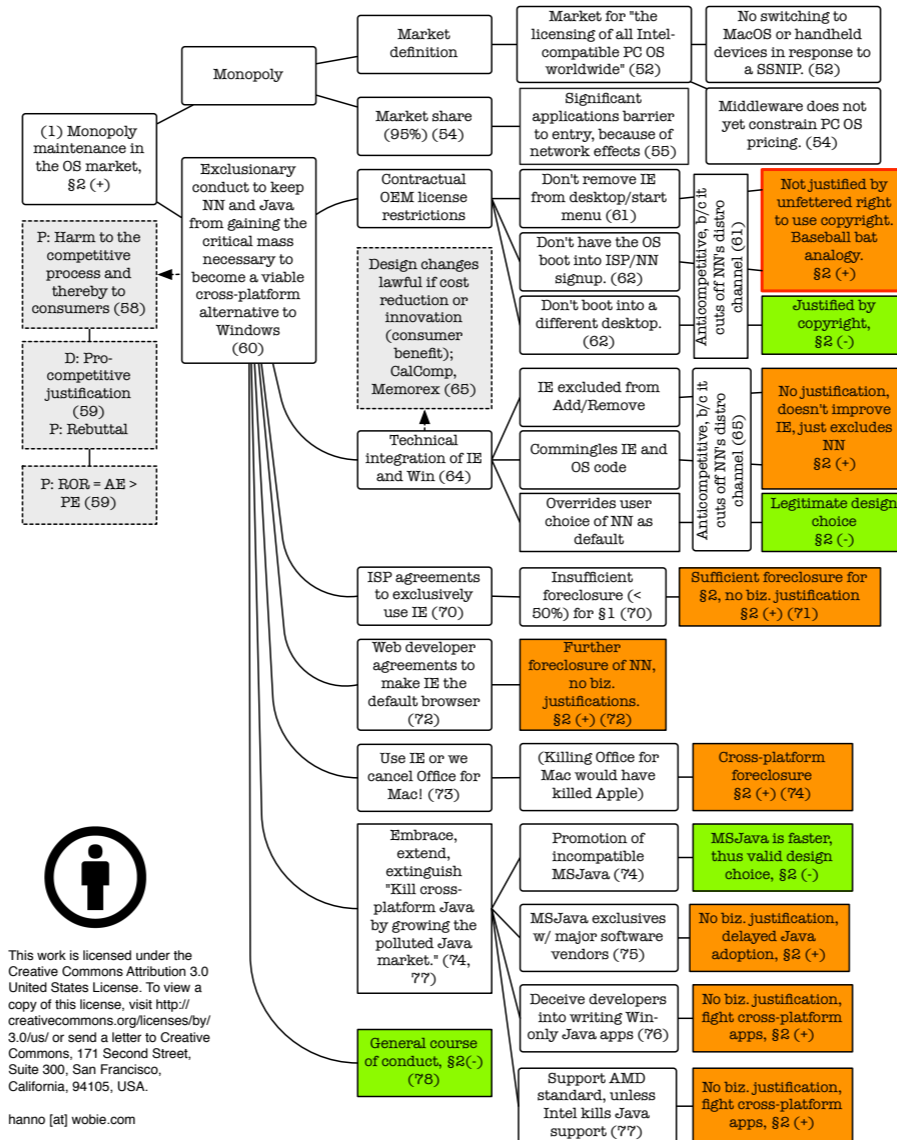 Monopoly
Market
definition
Market for "the
licensing of all Intel-
compatible PC OS
worldwide" (52)
No switching to
MacOS or handheld
devices in response to
a SSNIP. (52)
Market share
(95%) (54)
Significant
applications barrier
to entry, because of
network effects (55)
Middleware does not
yet constrain PC OS
pricing. (54)
(1) Monopoly
maintenance in
the OS market,
§2 (+)
Exclusionary
conduct to keep
NN and Java
from gaining the
critical mass
necessary to
become a viable
cross-platform
alternative to
Windows
(60)
P: Harm to the
competitive
process and
thereby to
consumers (58)
D: Pro-
competitive
justification
(59)
P: Rebuttal
P: ROR = AE >
PE (59)
Contractual
OEM license
restrictions
Don't remove IE
from desktop/start
menu (61)
Don't have the OS
boot into ISP/NN
signup. (62)
Don't boot into a
different desktop.
(62)
Anticompetitive, b/c it
cuts off NN's distro
channel (61)
Not justified by
unfettered right
to use copyright.
Baseball bat
analogy.
§2 (+)
Justified by
copyright,
§2 (-)
Design changes
lawful if cost
reduction or
innovation
(consumer
benefit);
CalComp,
Memorex (65)
Technical
integration of IE
and Win (64)
IE excluded from
Add/Remove
Commingles IE and
OS code
Overrides user
choice of NN as
default
Anticompetitive, b/c it
cuts off NN's distro
channel (65)
No justification,
doesn't improve
IE, just excludes
NN
§2 (+)
Legitimate design
choice
§2 (-)
ISP agreements
to exclusively
use IE (70)
Insufficient
foreclosure (<
50%) for §1 (70)
Sufficient foreclosure for
§2, no biz. justification
§2 (+) (71)
Web developer
agreements to
make IE the
default browser
(72)
Further
foreclosure of NN,
no biz.
justifications.
§2 (+) (72)
Use IE or we
cancel Office for
Mac! (73)
(Killing Office for
Mac would have
killed Apple)
Cross-platform
foreclosure
§2 (+) (74)
Embrace,
extend,
extinguish
"Kill cross-
platform Java
by growing the
polluted Java
market." (74,
77)
Promotion of
incompatible
MSJava (74)
MSJava is faster,
thus valid design
choice, §2 (-)
MSJava exclusives
w/ major software
vendors (75)
No biz. justification,
delayed Java
adoption, §2 (+)
Deceive developers
into writing Win-
only Java apps (76)
No biz. justification,
fight cross-platform
apps, §2 (+)
Support AMD
standard, unless
Intel kills Java
support (77)
No biz. justification,
fight cross-platform
apps, §2 (+)
General course
of conduct, §2(-)
(78)
This work is licensed under the
Creative Commons Attribution 3.0
United States License. To view a
copy of this license, visit http://
creativecommons.org/licenses/by/
3.0/us/ or send a letter to Creative
Commons, 171 Second Street,
Suite 300, San Francisco,
California, 94105, USA.
hanno [at] wobie.com